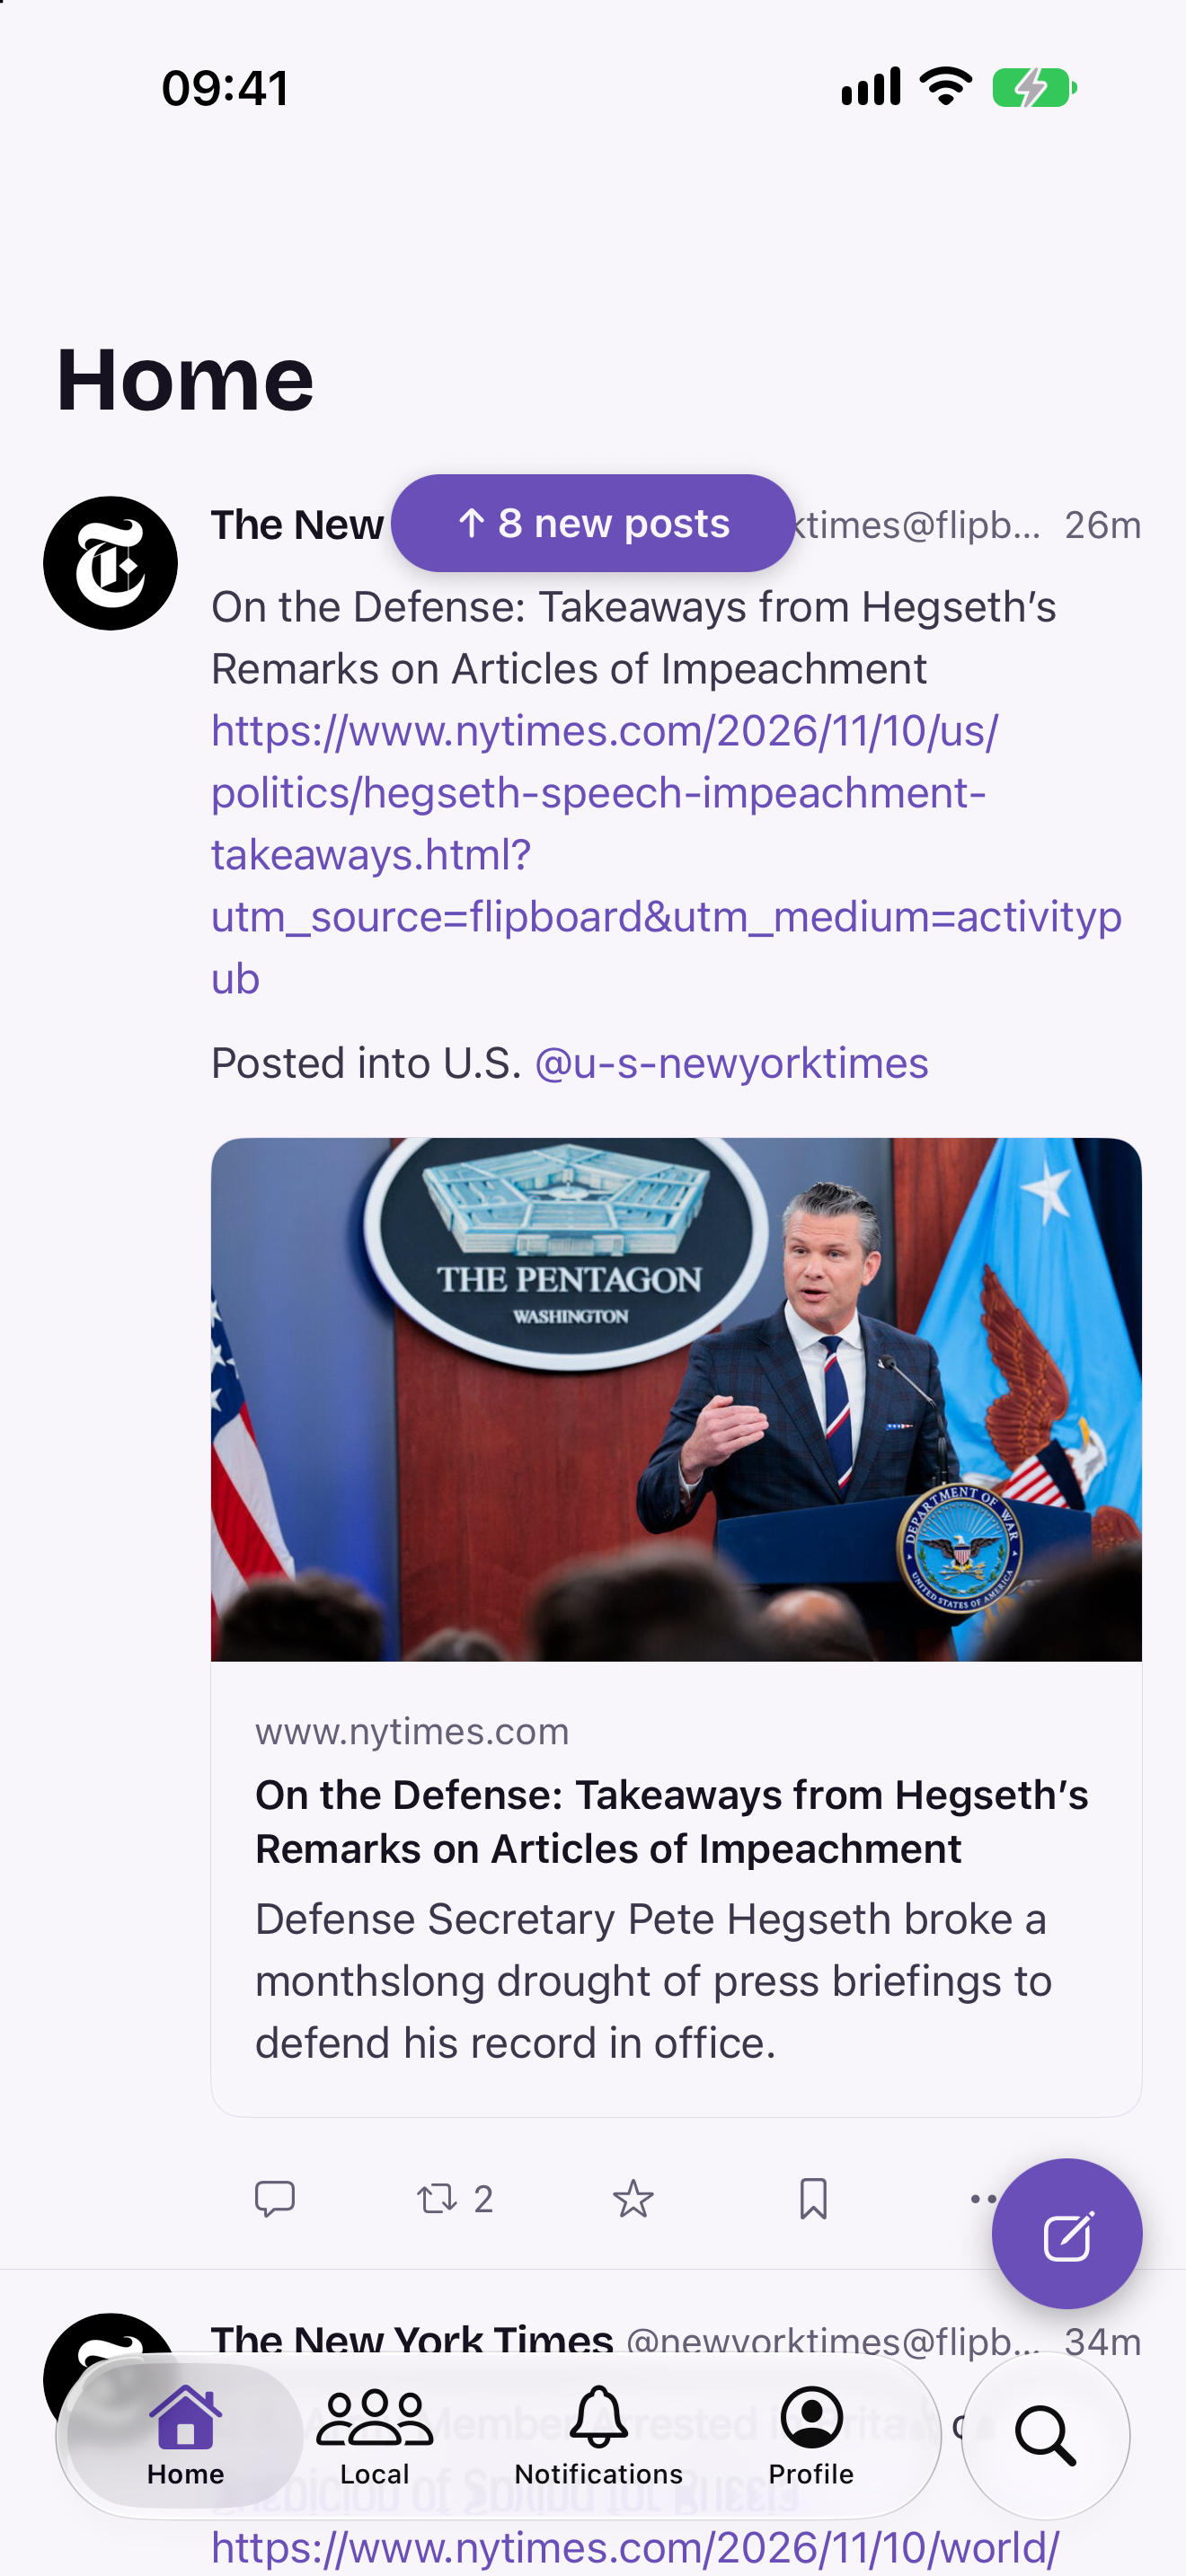 09:41
Home
The New
↑ 8 new posts
ktimes@flipb... 26m
On the Defense: Takeaways from Hegseth’s
Remarks on Articles of Impeachment
https://www.nytimes.com/2026/11/10/us/
politics/hegseth-speech-impeachment-
takeaways.html?
utm_source=flipboard&utm_medium=activityp
ub
Posted into U.S. @u-s-newyorktimes
THE PENTAGON
WASHINGTON
DEPARTMENT OF WAR
UNITED STATES OF AMERICA
www.nytimes.com
On the Defense: Takeaways from Hegseth’s
Remarks on Articles of Impeachment
Defense Secretary Pete Hegseth broke a
monthslong drought of press briefings to
defend his record in office.
2
The New York Times @newyorktimes@flipb... 34m
Member Arrested in
Home
Local
Notifications
Profile
https://www.nytimes.com/2026/11/10/world/